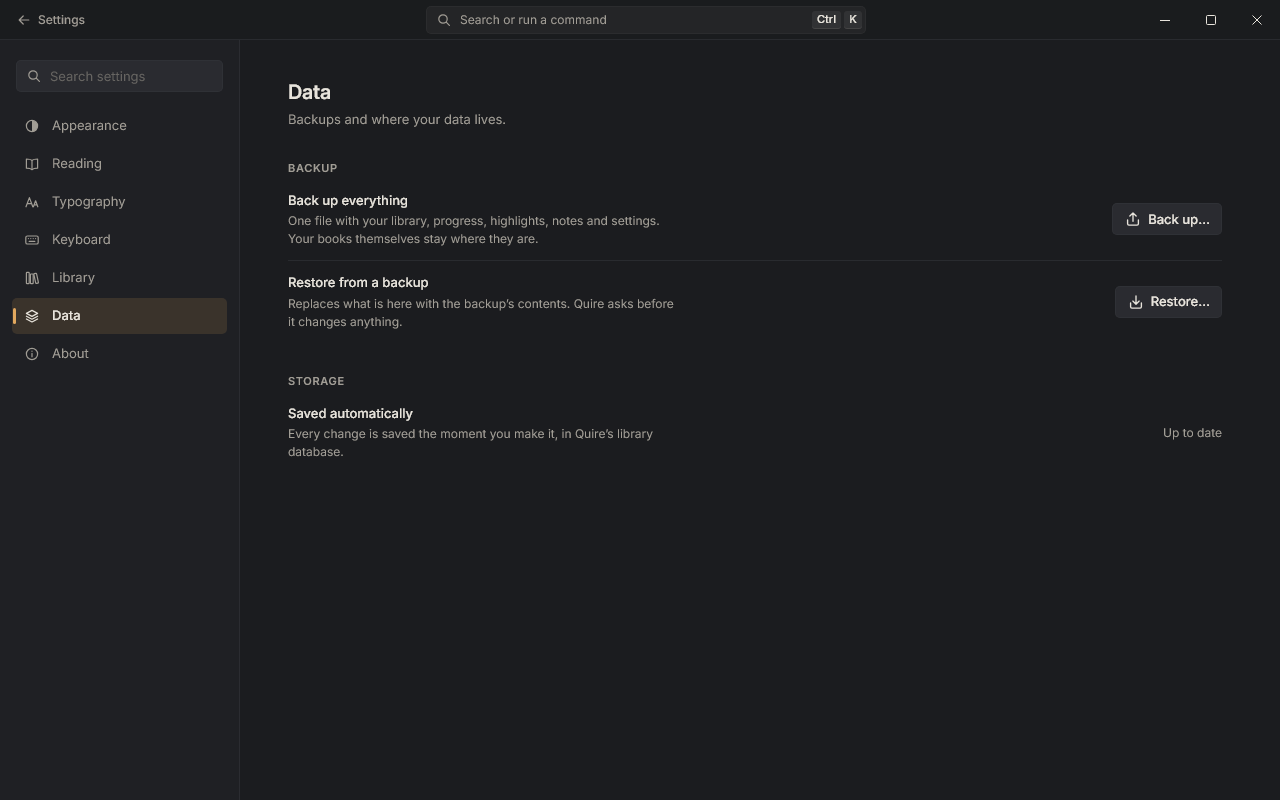 Settings
Search or run a command
Ctrl K
Search settings
Appearance
Reading
Typography
Keyboard
Library
Data
About
Data
Backups and where your data lives.
BACKUP
Back up everything
One file with your library, progress, highlights, notes and settings.
Your books themselves stay where they are.
Back up...
Restore from a backup
Replaces what is here with the backup’s contents. Quire asks before
it changes anything.
Restore...
STORAGE
Saved automatically
Every change is saved the moment you make it, in Quire’s library
database.
Up to date